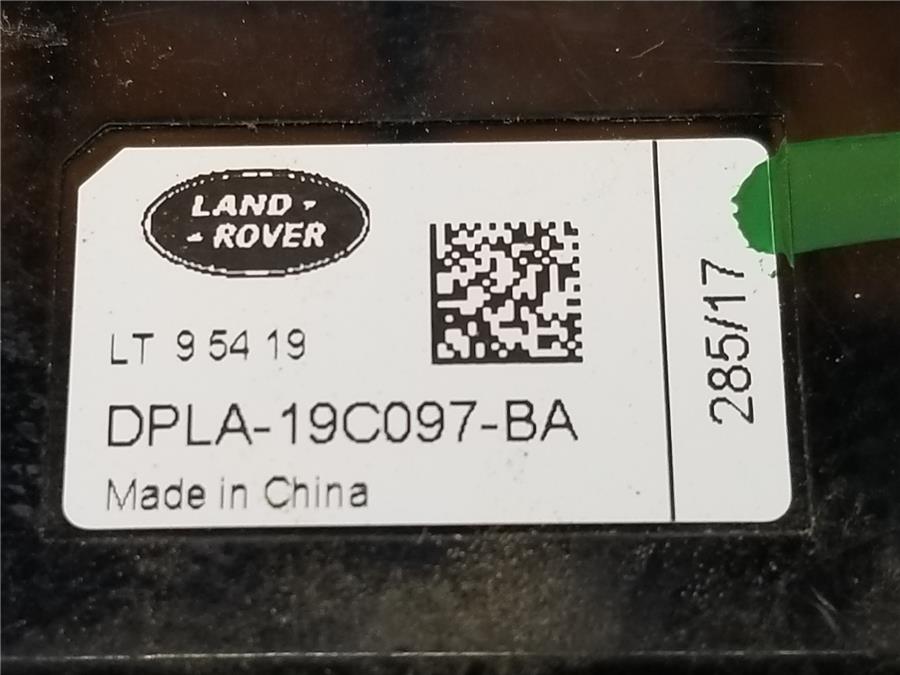 LAND -
- ROVER
LT 9 54 19
DPLA-19C097-BA
Made in China
285/17